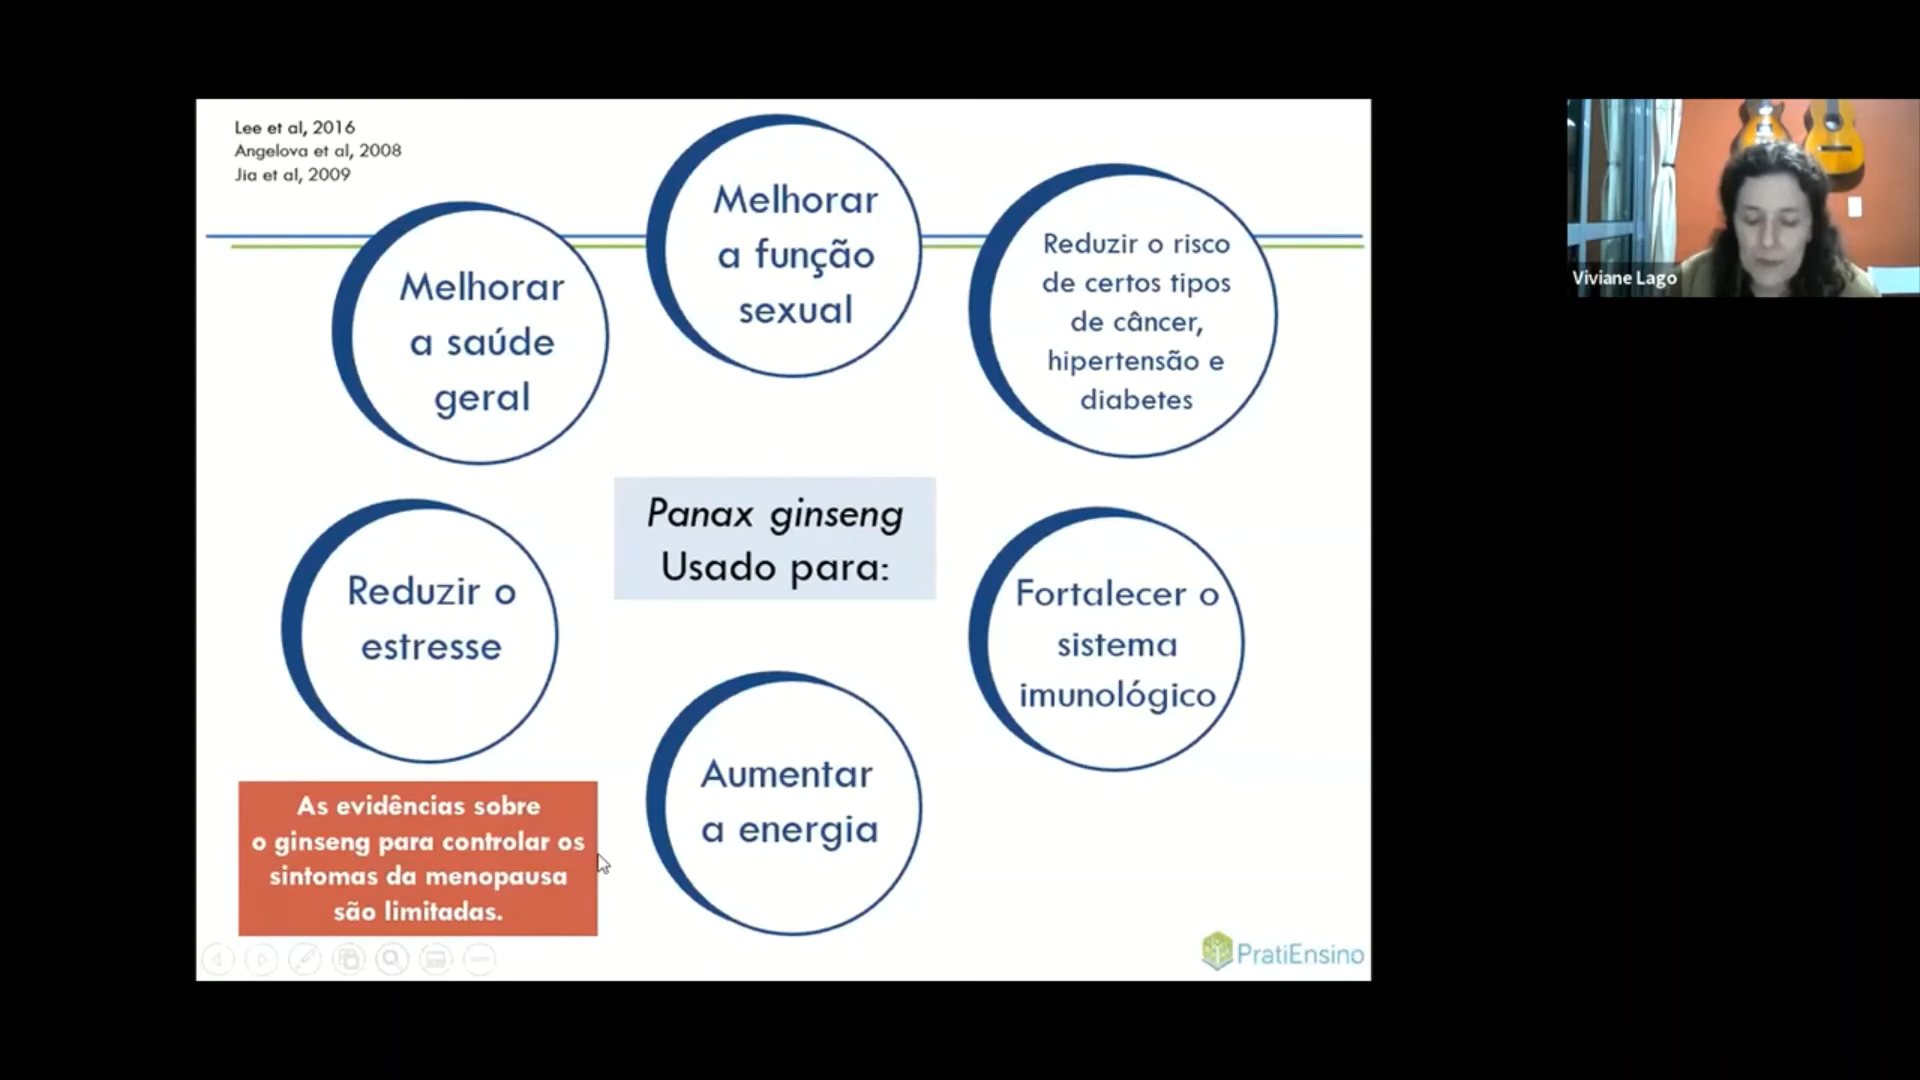 Lee et al, 2016
Angelova et al, 2008
Jia et al, 2009
Melhorar
a saúde
geral
Melhorar
a função
sexual
Reduzir o risco
de certos tipos
de câncer,
hipertensão e
diabetes
Panax ginseng
Usado para:
Reduzir o
estresse
Fortalecer o
sistema
imunológico
Aumentar
a energia
As evidências sobre
o ginseng para controlar os
sintomas da menopausa
são limitadas.
PratiEnsino
Viviane Lago